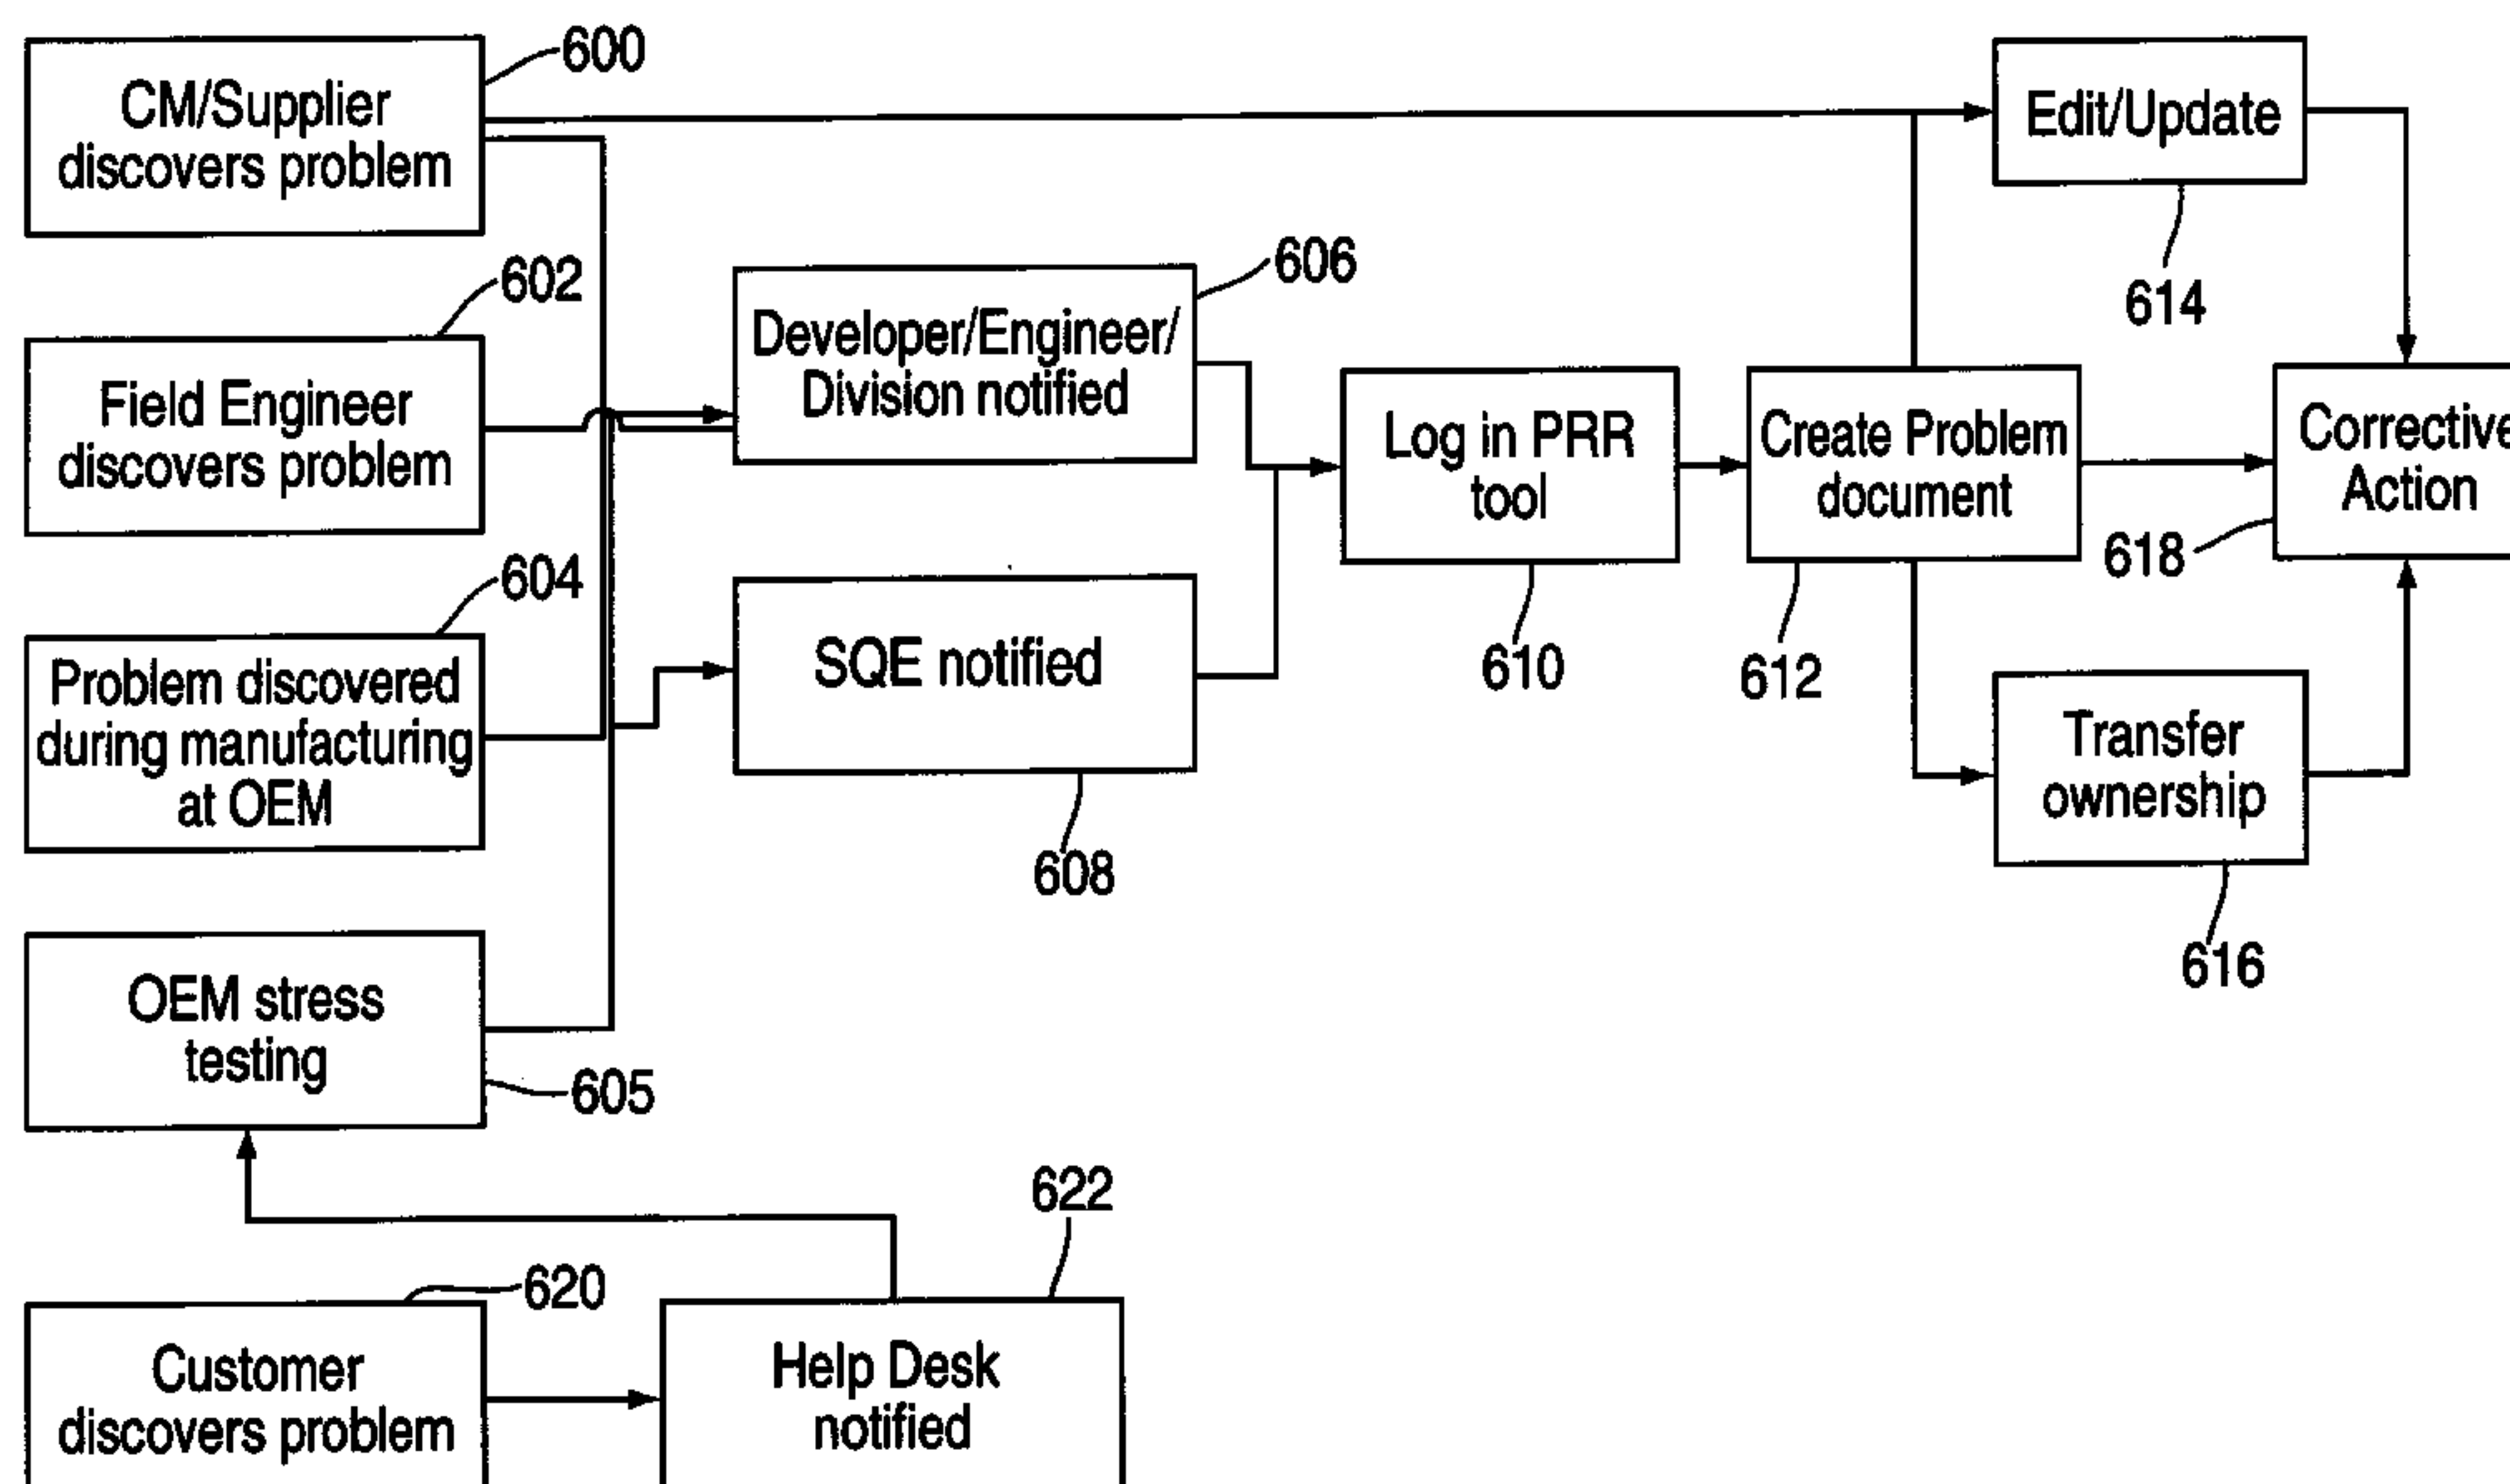 600
CM/Supplier
discovers problem
Edit/Update
614
602
Field Engineer
discovers problem
606
Developer/Engineer/
Division notified
Log in PRR
tool
610
Create Problem
document
612
Corrective
Action
618
604
Problem discovered
during manufacturing
at OEM
SQE notified
608
Transfer
ownership
616
OEM stress
testing
605
622
620
Customer
discovers problem
Help Desk
notified